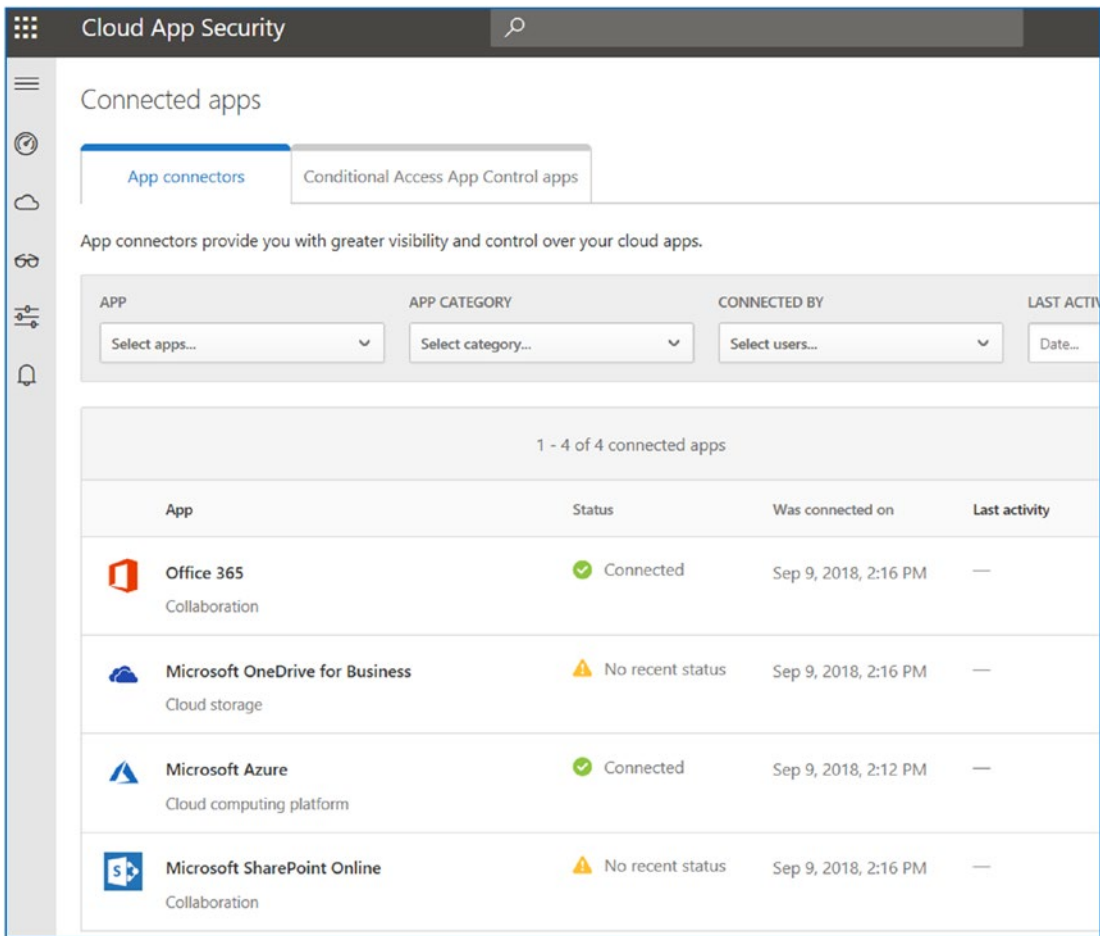 Cloud App Security
Connected apps
App connectors
Conditional Access App Control apps
App connectors provide you with greater visibility and control over your cloud apps.
APP
APP CATEGORY
CONNECTED BY
LAST ACTIV
Select apps...
Select category...
Select users...
Date...
1 - 4 of 4 connected apps
App
Status
Was connected on
Last activity
Office 365
Connected
Sep 9, 2018, 2:16 PM
—
Collaboration
Microsoft OneDrive for Business
No recent status
Sep 9, 2018, 2:16 PM
—
Cloud storage
Microsoft Azure
Connected
Sep 9, 2018, 2:12 PM
—
Cloud computing platform
S
Microsoft SharePoint Online
No recent status
Sep 9, 2018, 2:16 PM
—
Collaboration